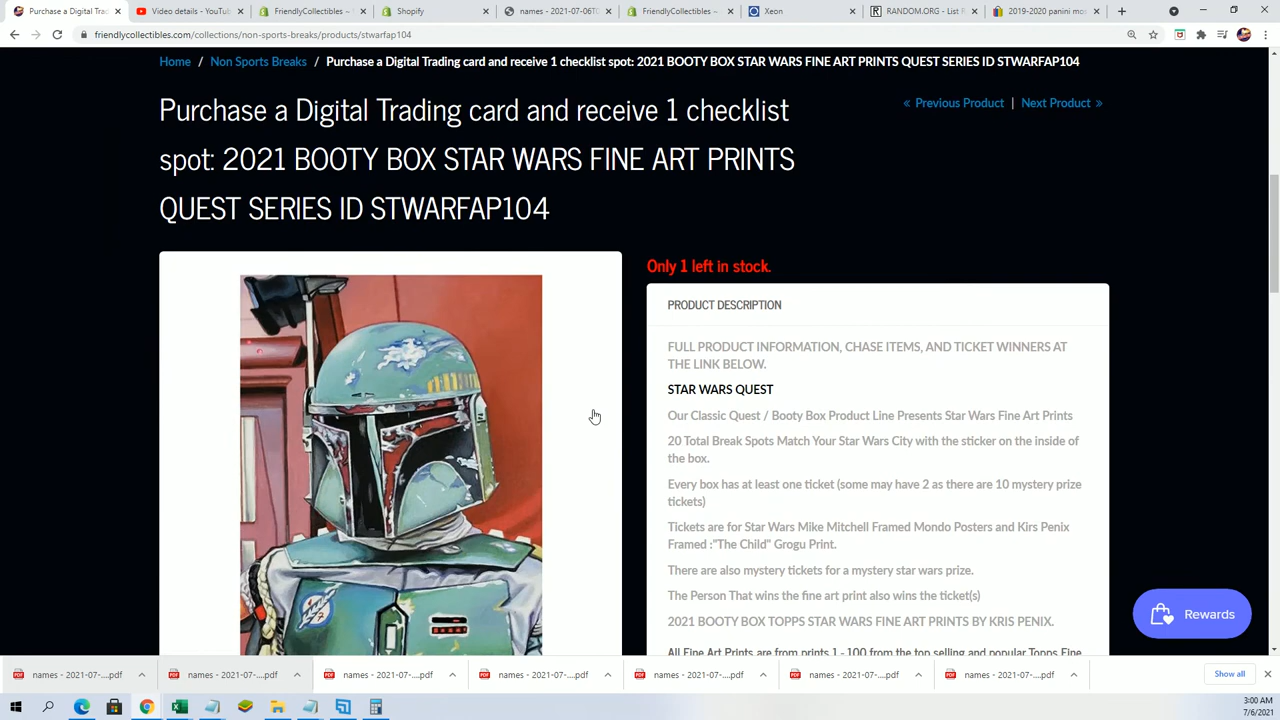 Purchase a Digital Trad
Video details - YouTub
FriendlyCollectibles –
Shopify
names - 2021-07-06T0
FriendlyCollectibles –
Xeon
RANDOM.ORG - List R
2019-2020 panini mo
friendlycollectibles.com/collections/non-sports-breaks/products/stwarfap104
Home / Non Sports Breaks / Purchase a Digital Trading card and receive 1 checklist spot: 2021 BOOTY BOX STAR WARS FINE ART PRINTS QUEST SERIES ID STWARFAP104
« Previous Product | Next Product »
Purchase a Digital Trading card and receive 1 checklist
spot: 2021 BOOTY BOX STAR WARS FINE ART PRINTS
QUEST SERIES ID STWARFAP104
Only 1 left in stock.
PRODUCT DESCRIPTION
FULL PRODUCT INFORMATION, CHASE ITEMS, AND TICKET WINNERS AT
THE LINK BELOW.
STAR WARS QUEST
Our Classic Quest / Booty Box Product Line Presents Star Wars Fine Art Prints
20 Total Break Spots Match Your Star Wars City with the sticker on the inside of
the box.
Every box has at least one ticket (some may have 2 as there are 10 mystery prize
tickets)
Tickets are for Star Wars Mike Mitchell Framed Mondo Posters and Kirs Penix
Framed :"The Child" Grogu Print.
There are also mystery tickets for a mystery star wars prize.
The Person That wins the fine art print also wins the ticket(s)
2021 BOOTY BOX TOPPS STAR WARS FINE ART PRINTS BY KRIS PENIX.
All Fine Art Prints are from prints 1 - 100 from the top selling and popular Topps Fine
Rewards
names - 2021-07-....pdf
names - 2021-07-....pdf
names - 2021-07-....pdf
names - 2021-07-....pdf
names - 2021-07-....pdf
names - 2021-07-....pdf
names - 2021-07-....pdf
Show all
3:00 AM
7/6/2021